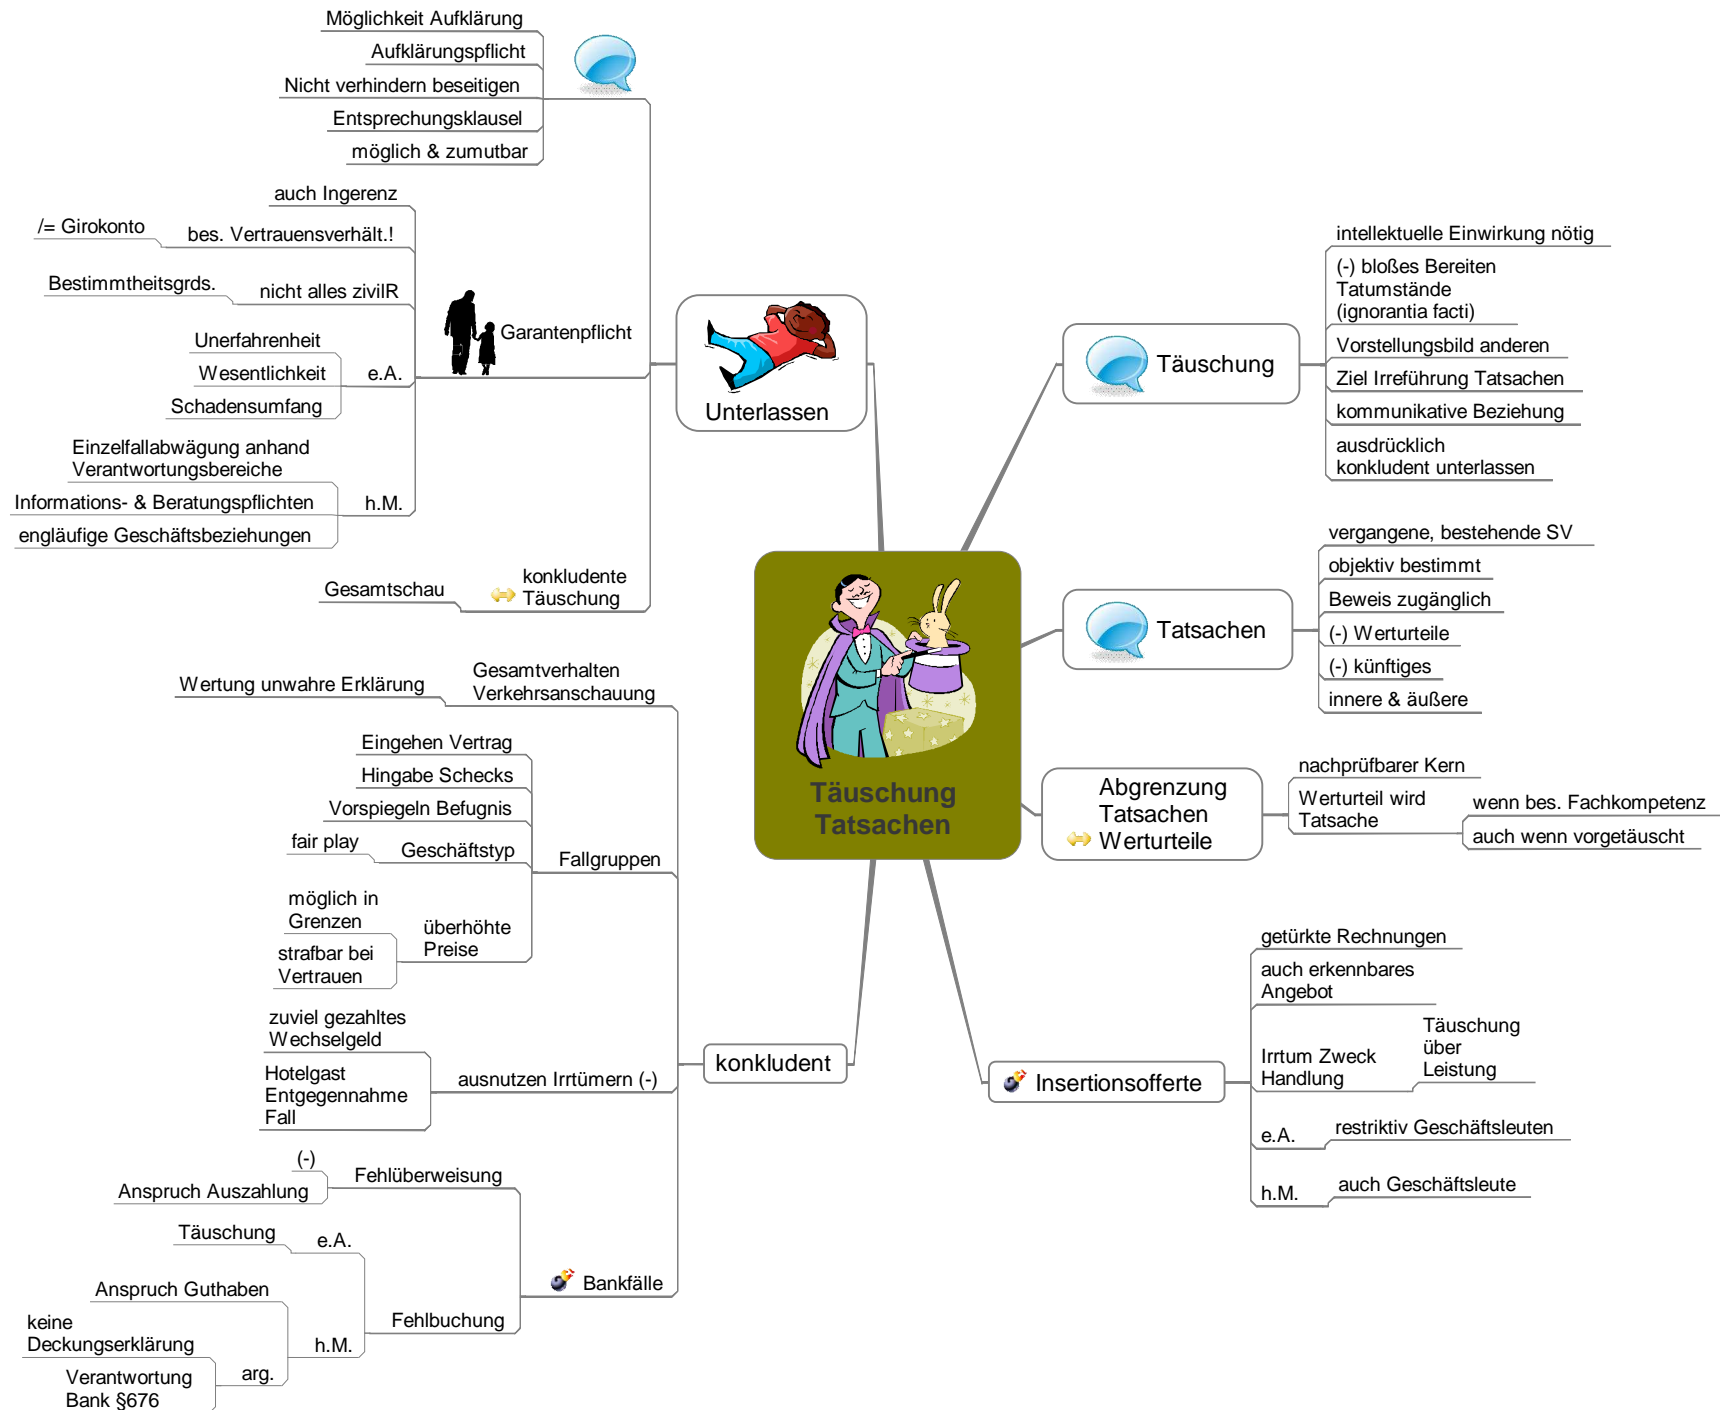 Täuschung
Tatsachen
Täuschung
intellektuelle Einwirkung nötig
(-) bloßes Bereiten
Tatumstände
(ignorantia facti)
Vorstellungsbild anderen
Ziel Irreführung Tatsachen
kommunikative Beziehung
ausdrücklich
konkludent unterlassen
Tatsachen
vergangene, bestehende SV
objektiv bestimmt
Beweis zugänglich
(-) Werturteile
(-) künftiges
innere & äußere
Abgrenzung
Tatsachen
Werturteile
nachprüfbarer Kern
Werturteil wird
Tatsache
wenn bes. Fachkompetenz
auch wenn vorgetäuscht
Insertionsofferte
getürkte Rechnungen
auch erkennbares
Angebot
Irrtum Zweck
Handlung
Täuschung
über
Leistung
e.A.
restriktiv Geschäftsleuten
h.M.
auch Geschäftsleute
Unterlassen
Möglichkeit Aufklärung
Aufklärungspflicht
Nicht verhindern beseitigen
Entsprechungsklausel
möglich & zumutbar
Garantenpflicht
auch Ingerenz
bes. Vertrauensverhält.!
/= Girokonto
nicht alles zivilR
Bestimmtheitsgrds.
e.A.
Unerfahrenheit
Wesentlichkeit
Schadensumfang
h.M.
Einzelfallabwägung anhand
Verantwortungsbereiche
Informations- & Beratungspflichten
engläufige Geschäftsbeziehungen
konkludente
Täuschung
Gesamtschau
konkludent
Gesamtverhalten
Verkehrsanschauung
Wertung unwahre Erklärung
Fallgruppen
Eingehen Vertrag
Hingabe Schecks
Vorspiegeln Befugnis
Geschäftstyp
fair play
überhöhte
Preise
möglich in
Grenzen
strafbar bei
Vertrauen
ausnutzen Irrtümern (-)
zuviel gezahltes
Wechselgeld
Hotelgast
Entgegennahme
Fall
Bankfälle
Fehlüberweisung
(-)
Anspruch Auszahlung
Fehlbuchung
e.A.
Täuschung
h.M.
Anspruch Guthaben
arg.
keine
Deckungserklärung
Verantwortung
Bank §676